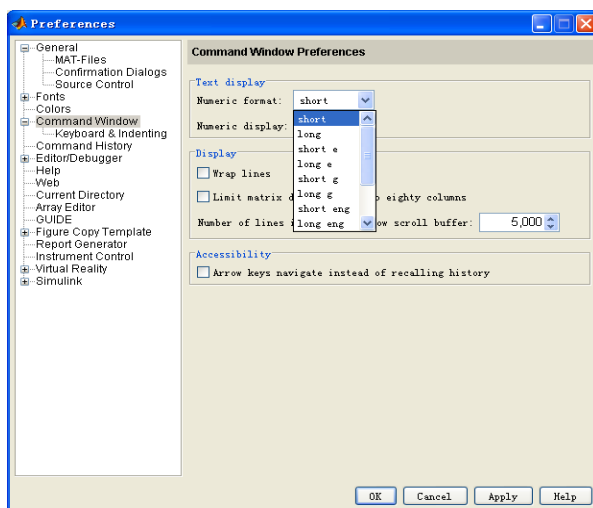 Preferences
General
MAT-Files
Confirmation Dialogs
Source Control
Fonts
Colors
Command Window
Keyboard & Indenting
Command History
Editor/Debugger
Help
Web
Current Directory
Array Editor
GUIDE
Figure Copy Template
Report Generator
Instrument Control
Virtual Reality
Simulink
Command Window Preferences
Text display
Numeric format: short
short
long
short e
long e
short g
long g
short eng
long eng
Numeric display:
Display
Wrap lines
Limit matrix eighty columns
Number of lines scroll buffer: 5,000
Accessibility
Arrow keys navigate instead of recalling history
OK Cancel Apply Help